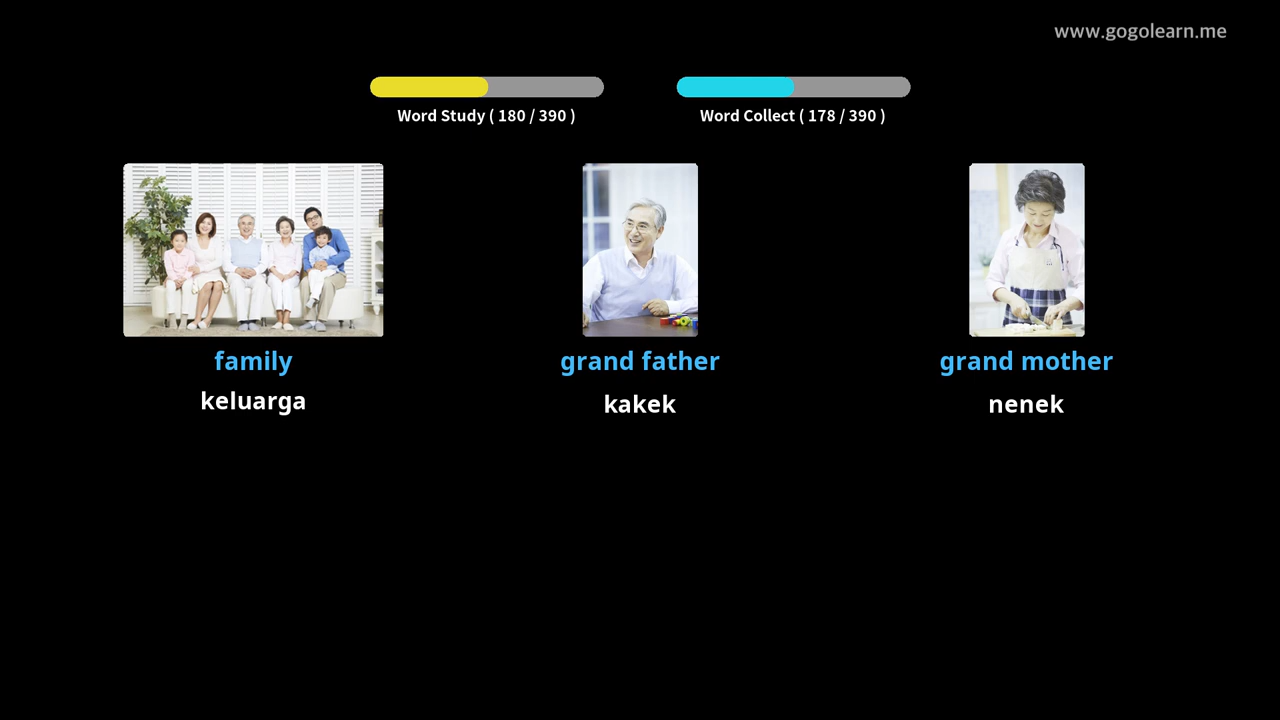 www.gogolearn.me
Word Study ( 180 / 390 )
Word Collect ( 178 / 390 )
family
grand father
grand mother
keluarga
kakek
nenek